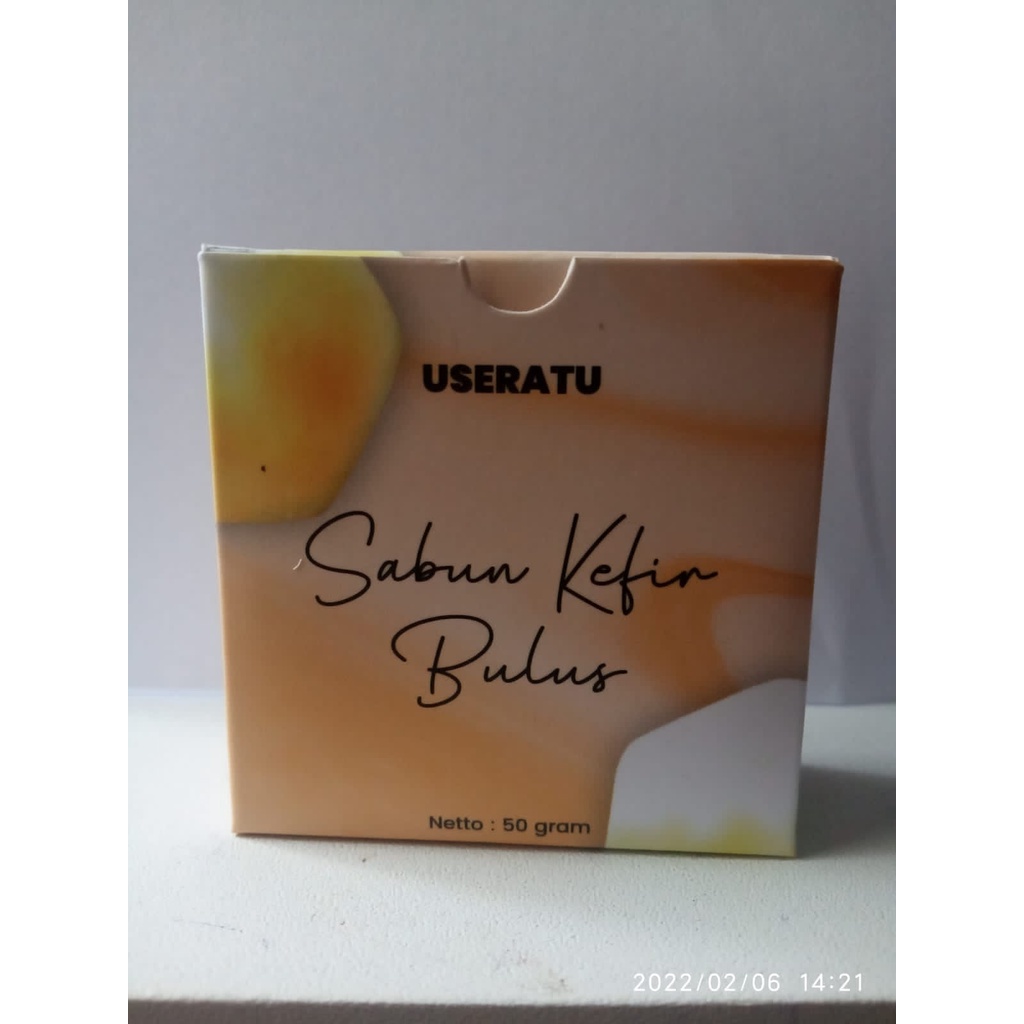 USERATU
Sabun Kefir
Bulus
Netto : 50 gram
2022/02/06 14:21